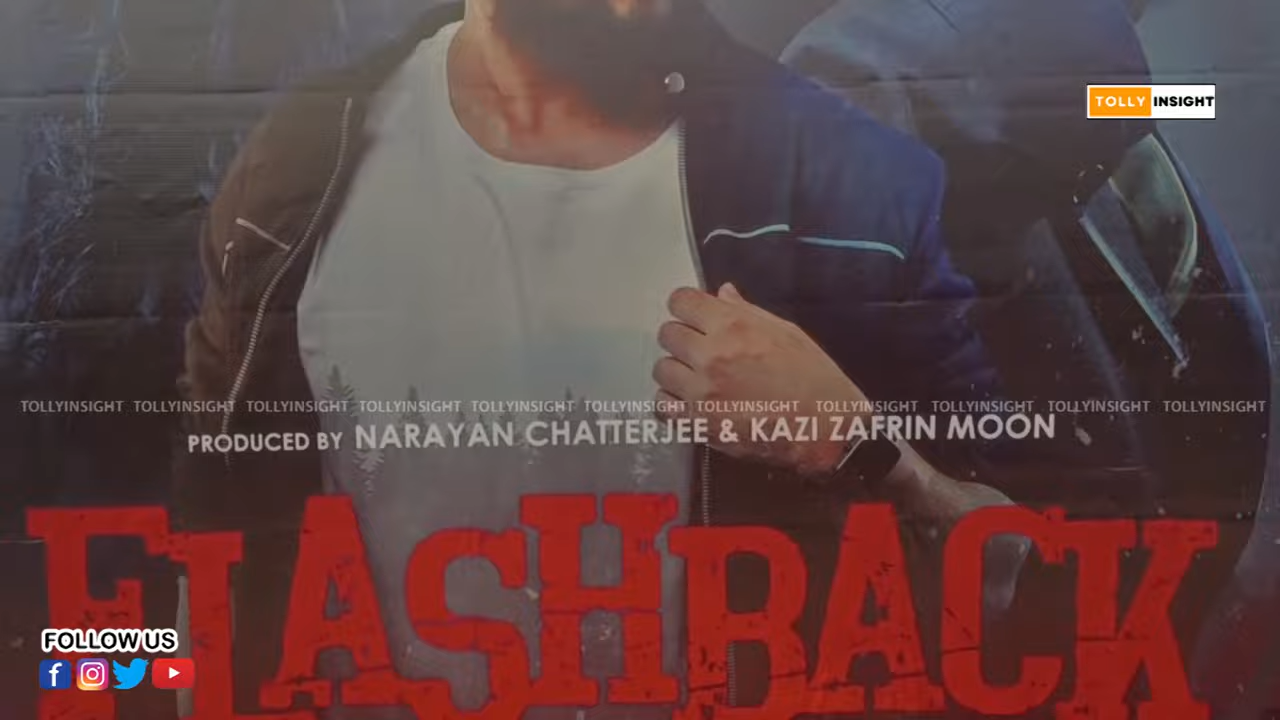 TOLLY INSIGHT
TOLLYINSIGHT TOLLYINSIGHT TOLLYINSIGHT TOLLYINSIGHT TOLLYINSIGHT TOLLYINSIGHT TOLLYINSIGHT TOLLYINSIGHT TOLLYINSIGHT TOLLYINSIGHT TOLLYINSIGHT
PRODUCED BY NARAYAN CHATTERJEE & KAZI ZAFRIN MOON
FLASHBACK
FOLLOW US